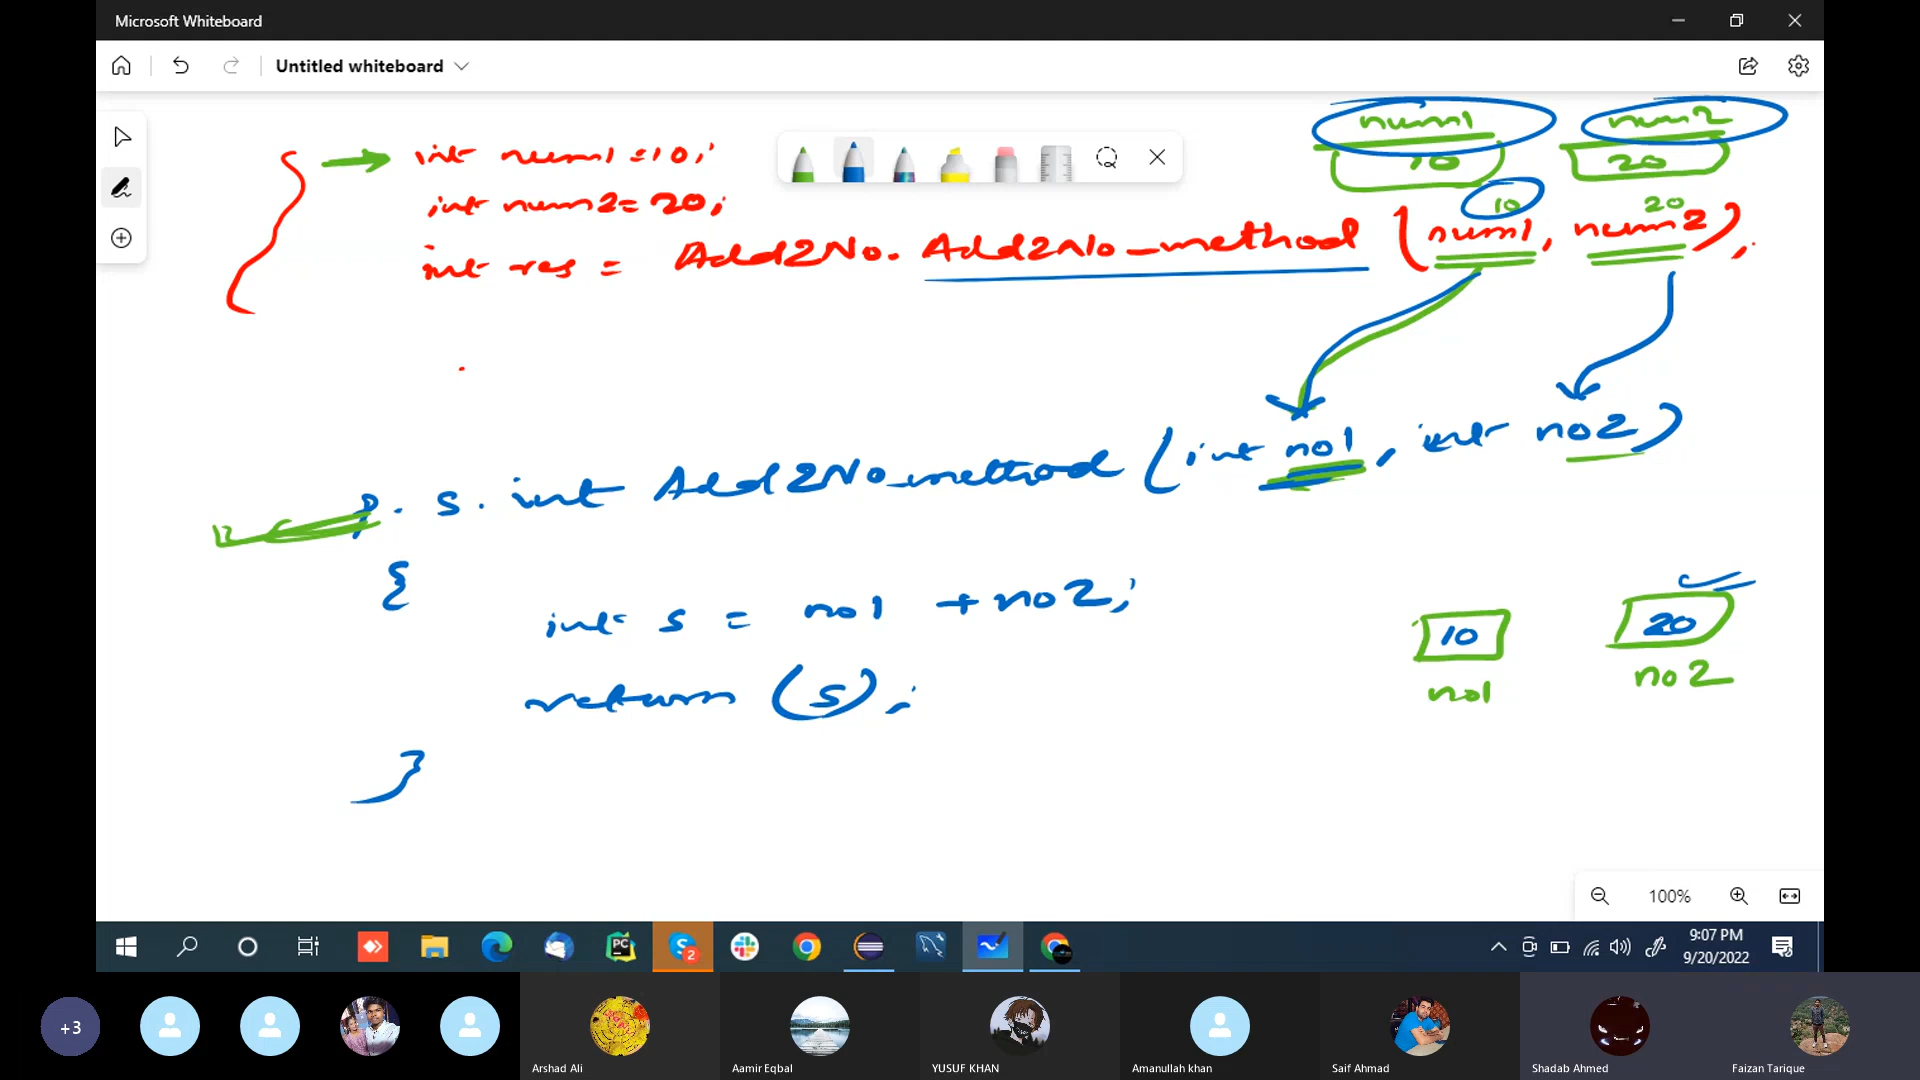 Microsoft Whiteboard
Untitled whiteboard
num1 num2
10 20
int num1 = 10;
int num2 = 20;
10 20
int res = Add2No. Add2No_method (num1, num2);
p. s. int Add2No_method (int no1, int no2)
{
int s = no1 + no2;
10 20
no1 no2
return (s);
}
100%
PC
S
2
9:07 PM
9/20/2022
+3
Arshad Ali
Aamir Eqbal
YUSUF KHAN
Amanullah khan
Saif Ahmad
Shadab Ahmed
Faizan Tarique